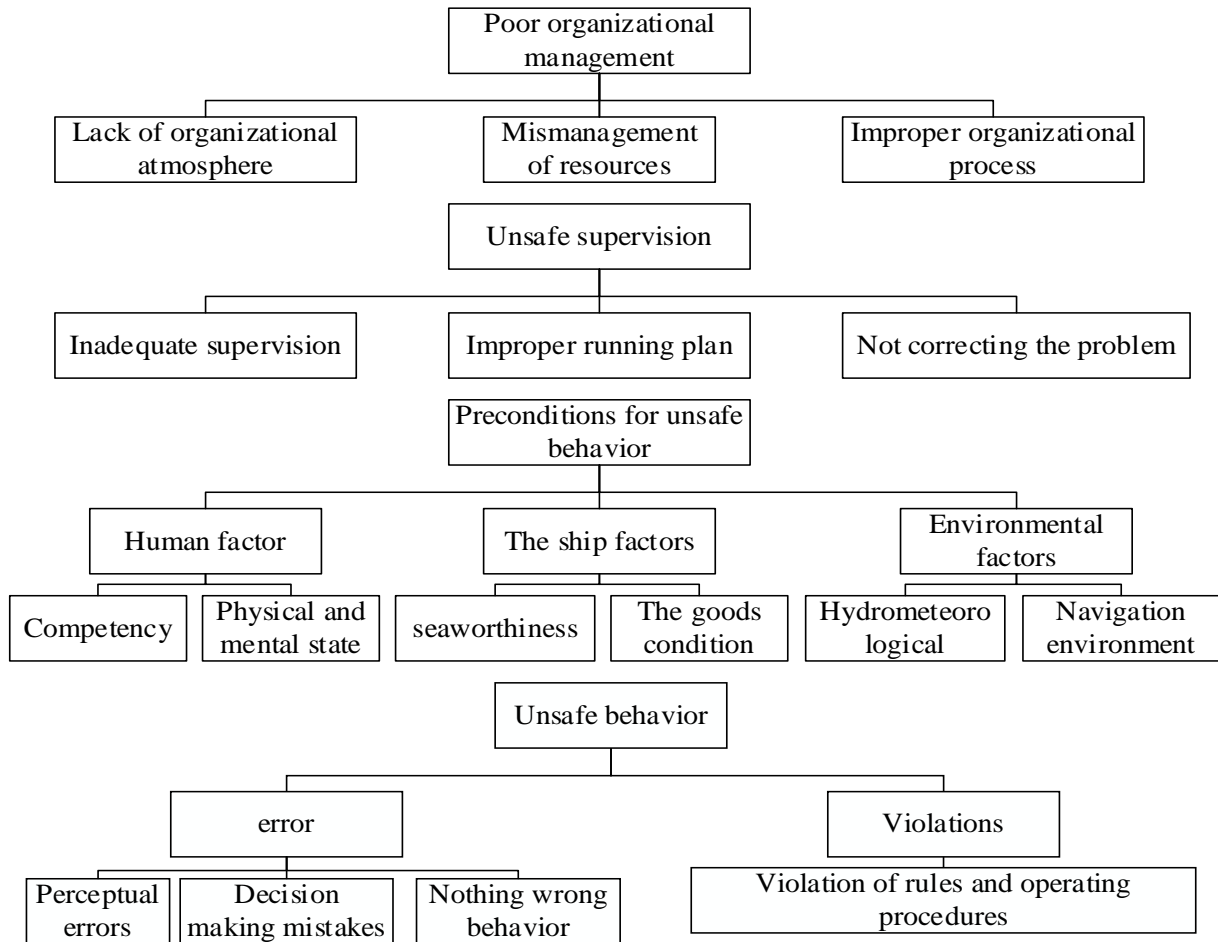 Poor organizational
management
Lack of organizational
atmosphere
Mismanagement
of resources
Improper organizational
process
Unsafe supervision
Inadequate supervision
Improper running plan
Not correcting the problem
Preconditions for unsafe
behavior
Human factor
The ship factors
Environmental
factors
Competency
Physical and
mental state
seaworthiness
The goods
condition
Hydrometeoro
logical
Navigation
environment
Unsafe behavior
error
Violations
Perceptual
errors
Decision
making mistakes
Nothing wrong
behavior
Violation of rules and operating
procedures